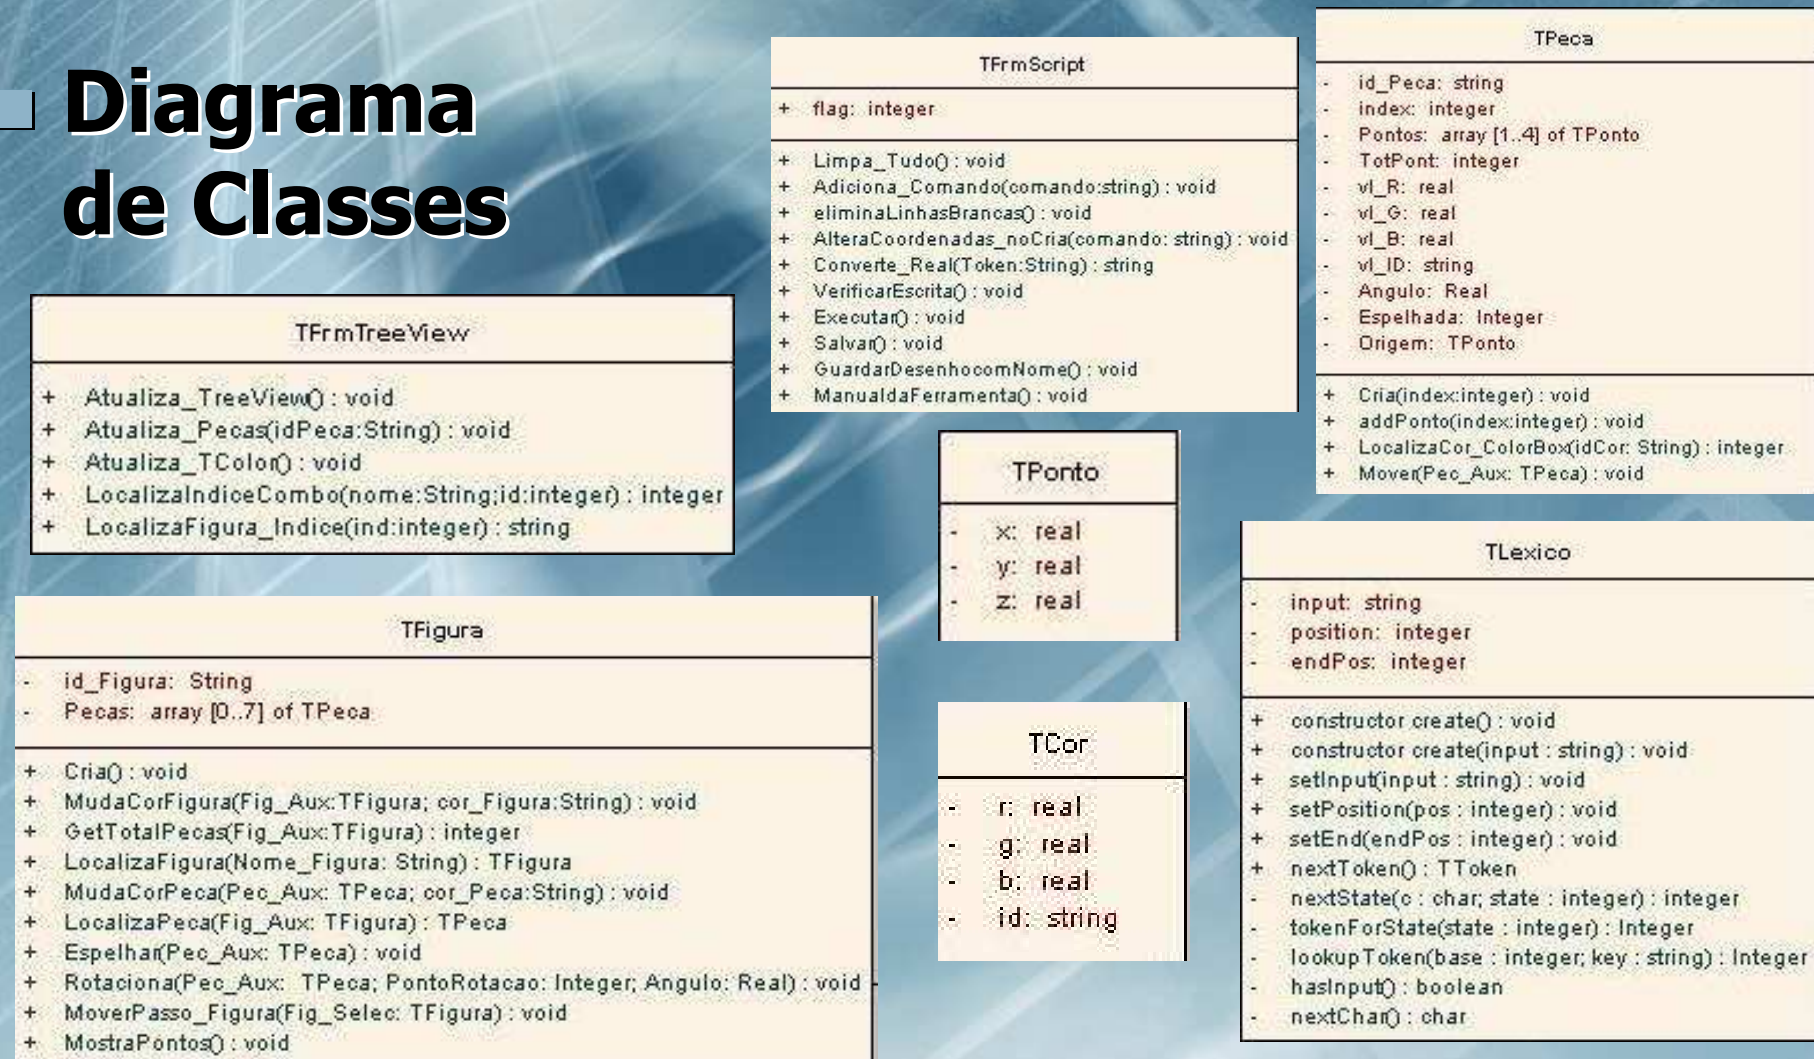 Diagrama
de Classes
TFrmTreeView
+ Atualiza_TreeView() : void
+ Atualiza_Pecas(idPeca:String) : void
+ Atualiza_TColor() : void
+ LocalizaIndiceCombo(nome:String;id:integer) : integer
+ LocalizaFigura_Indice(ind:integer) : string
TFigura
- id_Figura: String
- Pecas: array [0..7] of TPeca
+ Cria() : void
+ MudaCorFigura(Fig_Aux:TFigura; cor_Figura:String) : void
+ GetTotalPecas(Fig_Aux:TFigura) : integer
+ LocalizaFigura(Nome_Figura: String) : TFigura
+ MudaCorPeca(Pec_Aux: TPeca; cor_Peca:String) : void
+ LocalizaPeca(Fig_Aux: TFigura) : TPeca
+ Espelhar(Pec_Aux: TPeca) : void
+ Rotaciona(Pec_Aux: TPeca; PontoRotacao: Integer; Angulo: Real) : void
+ MoverPasso_Figura(Fig_Selec: TFigura) : void
+ MostraPontos() : void
TFrmScript
+ flag: integer
+ Limpa_Tudo() : void
+ Adiciona_Comando(comando:string) : void
+ eliminaLinhasBrancas() : void
+ AlteraCoordenadas_noCria(comando: string) : void
+ Converte_Real(Token:String) : string
+ VerificarEscrita() : void
+ Executar() : void
+ Salvar() : void
+ GuardarDesenhocomNome() : void
+ ManualdaFerramenta() : void
TPonto
- x: real
- y: real
- z: real
TCor
- r: real
- g: real
- b: real
- id: string
TPeca
- id_Peca: string
- index: integer
- Pontos: array [1..4] of TPonto
- TotPont: integer
- vl_R: real
- vl_G: real
- vl_B: real
- vl_ID: string
- Angulo: Real
- Espelhada: Integer
- Origem: TPonto
+ Cria(index:integer) : void
+ addPonto(index:integer) : void
+ LocalizaCor_ColorBox(idCor: String) : integer
+ Mover(Pec_Aux: TPeca) : void
TLexico
- input: string
- position: integer
- endPos: integer
+ constructor create() : void
+ constructor create(input : string) : void
+ setInput(input : string) : void
+ setPosition(pos : integer) : void
+ setEnd(endPos : integer) : void
+ nextToken() : TToken
- nextState(c : char; state : integer) : integer
- tokenForState(state : integer) : Integer
- lookupToken(base : integer; key : string) : Integer
- hasInput() : boolean
- nextChar() : char